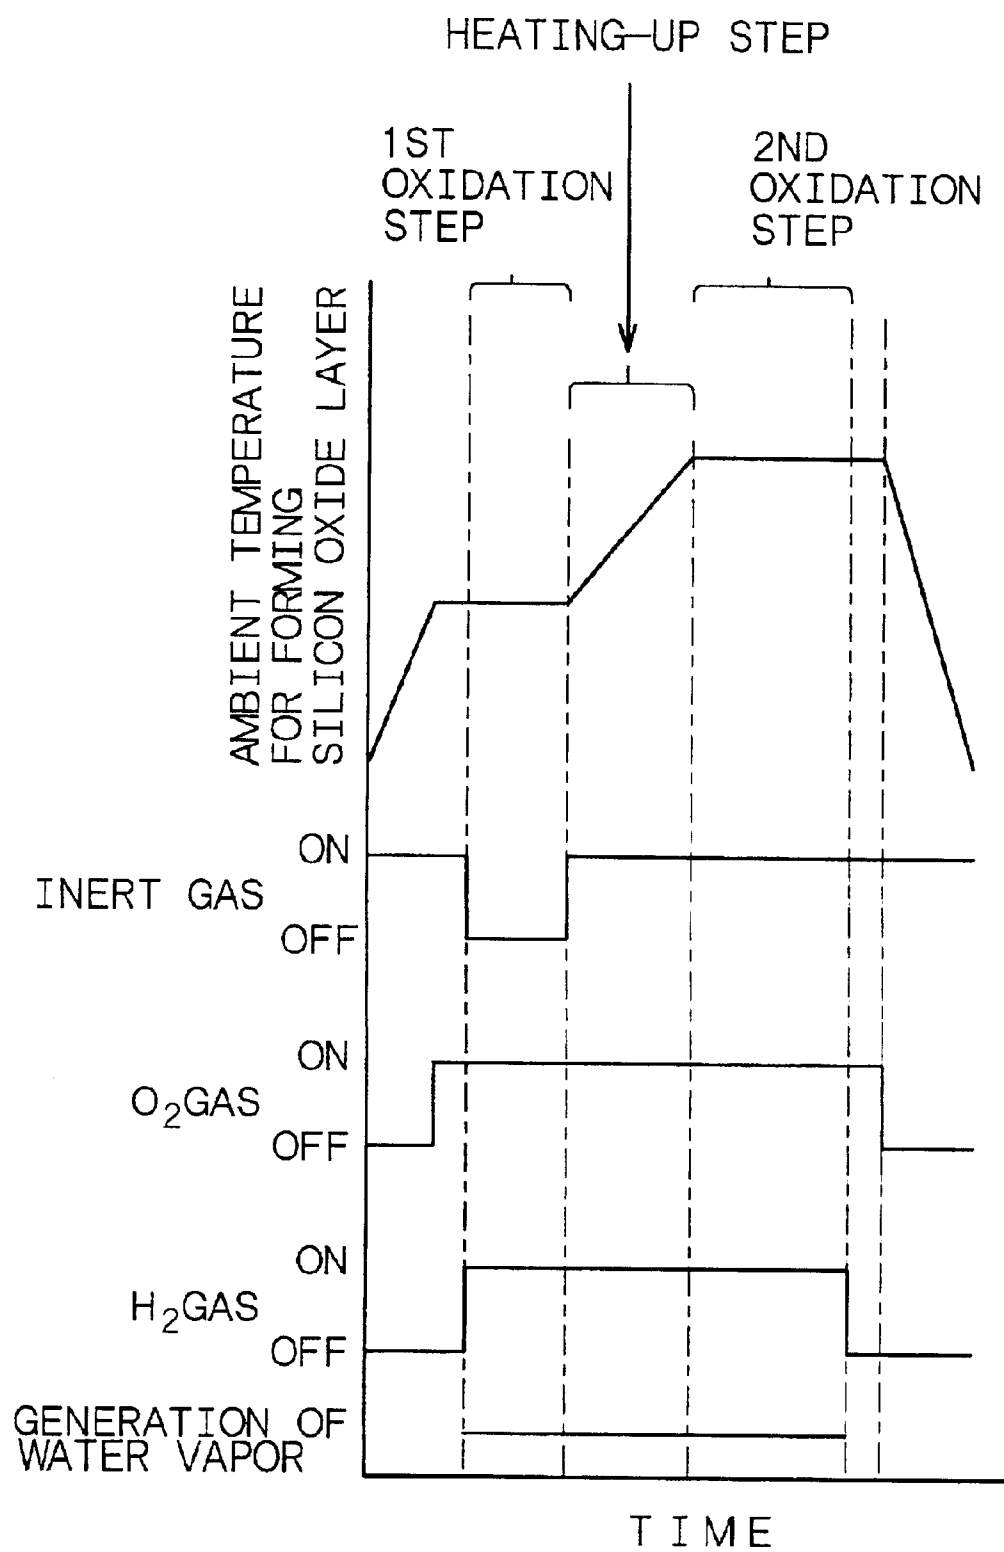 HEATING-UP STEP
1ST
OXIDATION
STEP
2ND
OXIDATION
STEP
AMBIENT TEMPERATURE
FOR FORMING
SILICON OXIDE LAYER
ON
INERT GAS
OFF
ON
O₂GAS
OFF
ON
H₂GAS
OFF
GENERATION OF
WATER VAPOR
TIME